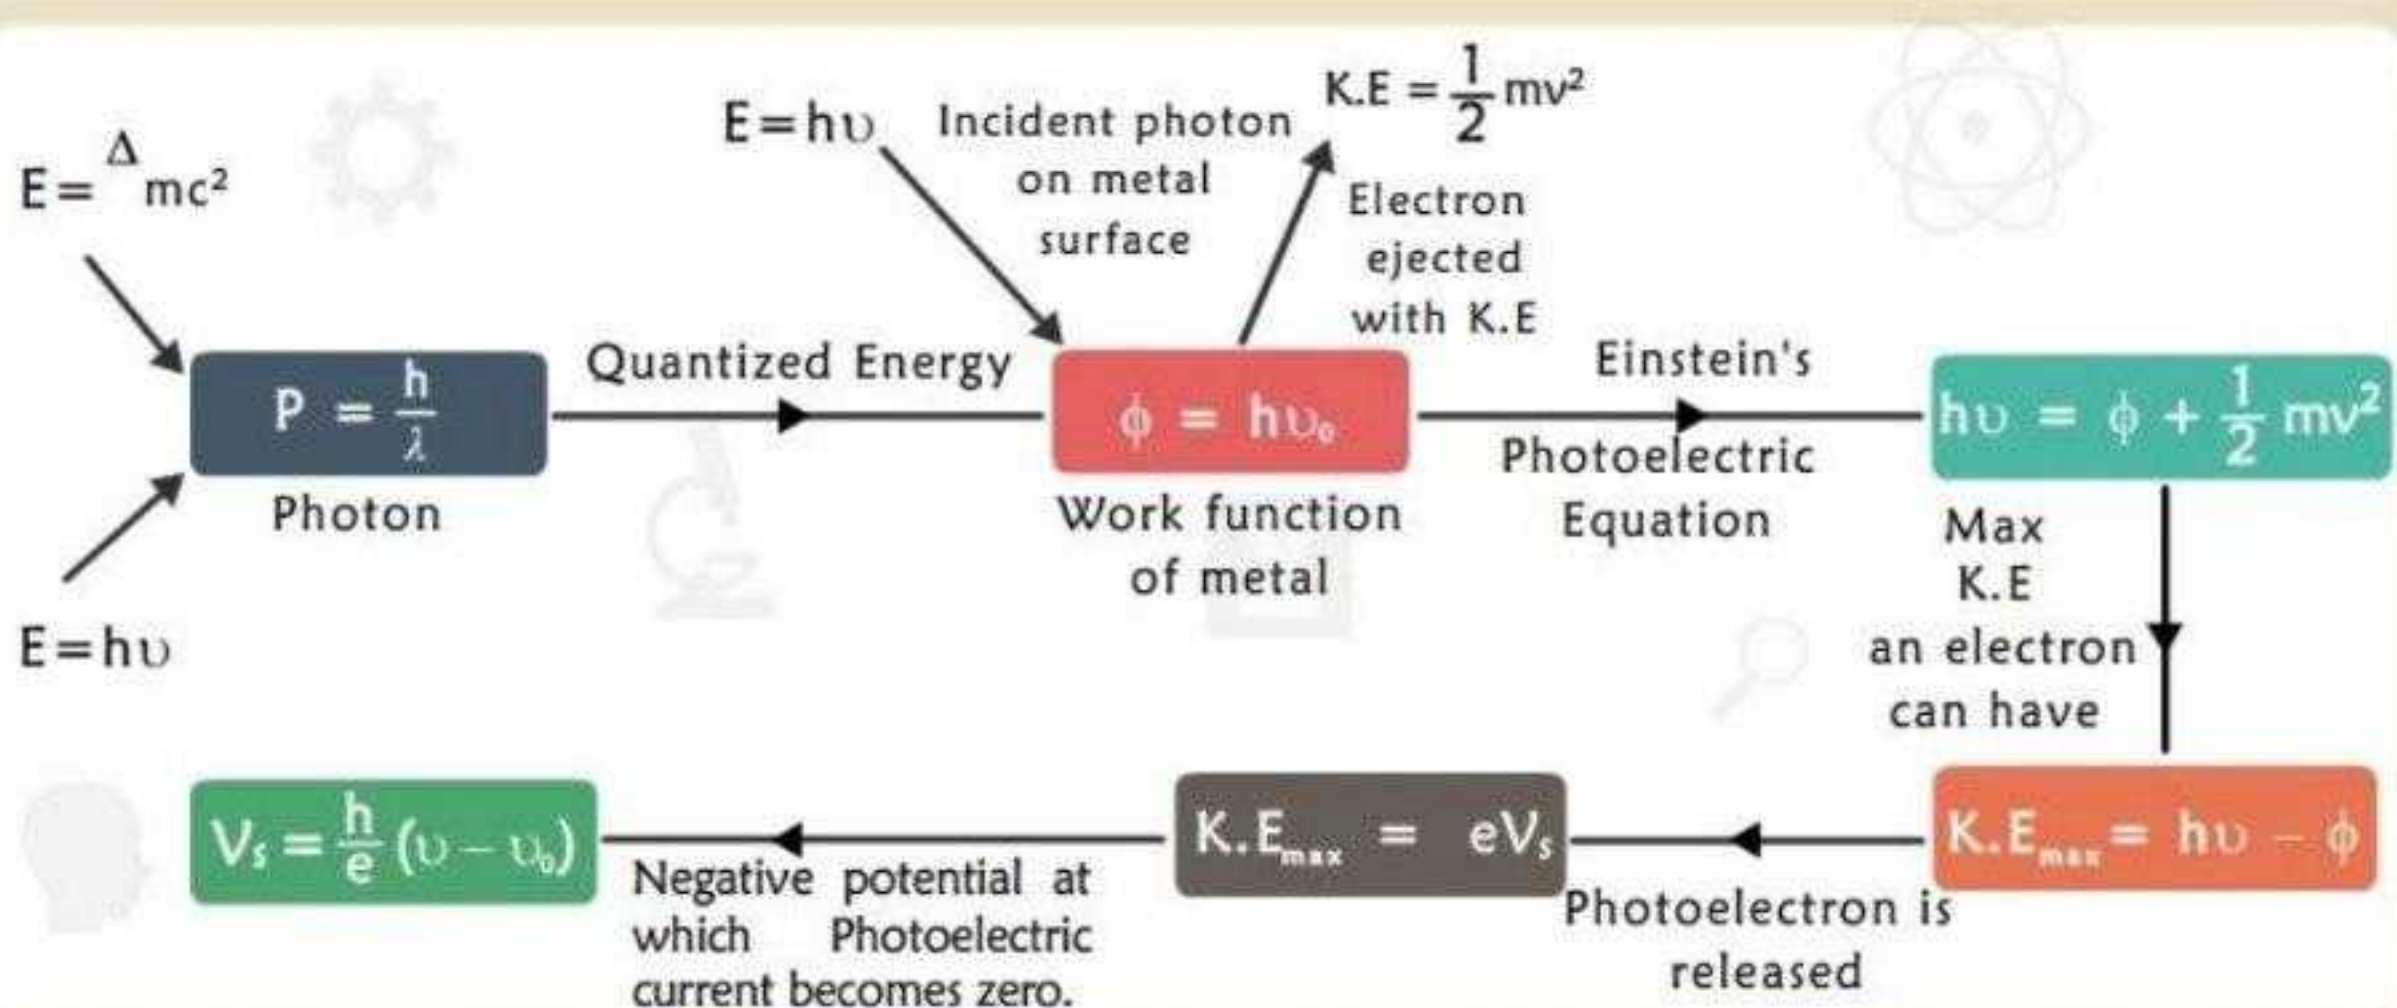 E = Δmc²
P = h/λ
Photon
E=hυ
Quantized Energy
E=hυ
Incident photon
on metal
surface
K.E = 1/2 mv²
Electron
ejected
with K.E
ϕ = hυ₀
Work function
of metal
Einstein's
Photoelectric
Equation
hυ = ϕ + 1/2 mv²
Max
K.E
an electron
can have
K.Eₘₐₓ = hυ − ϕ
Photoelectron is
released
K.Eₘₐₓ = eVₛ
Negative potential at
which Photoelectric
current becomes zero.
Vₛ = h/e (υ − υ₀)